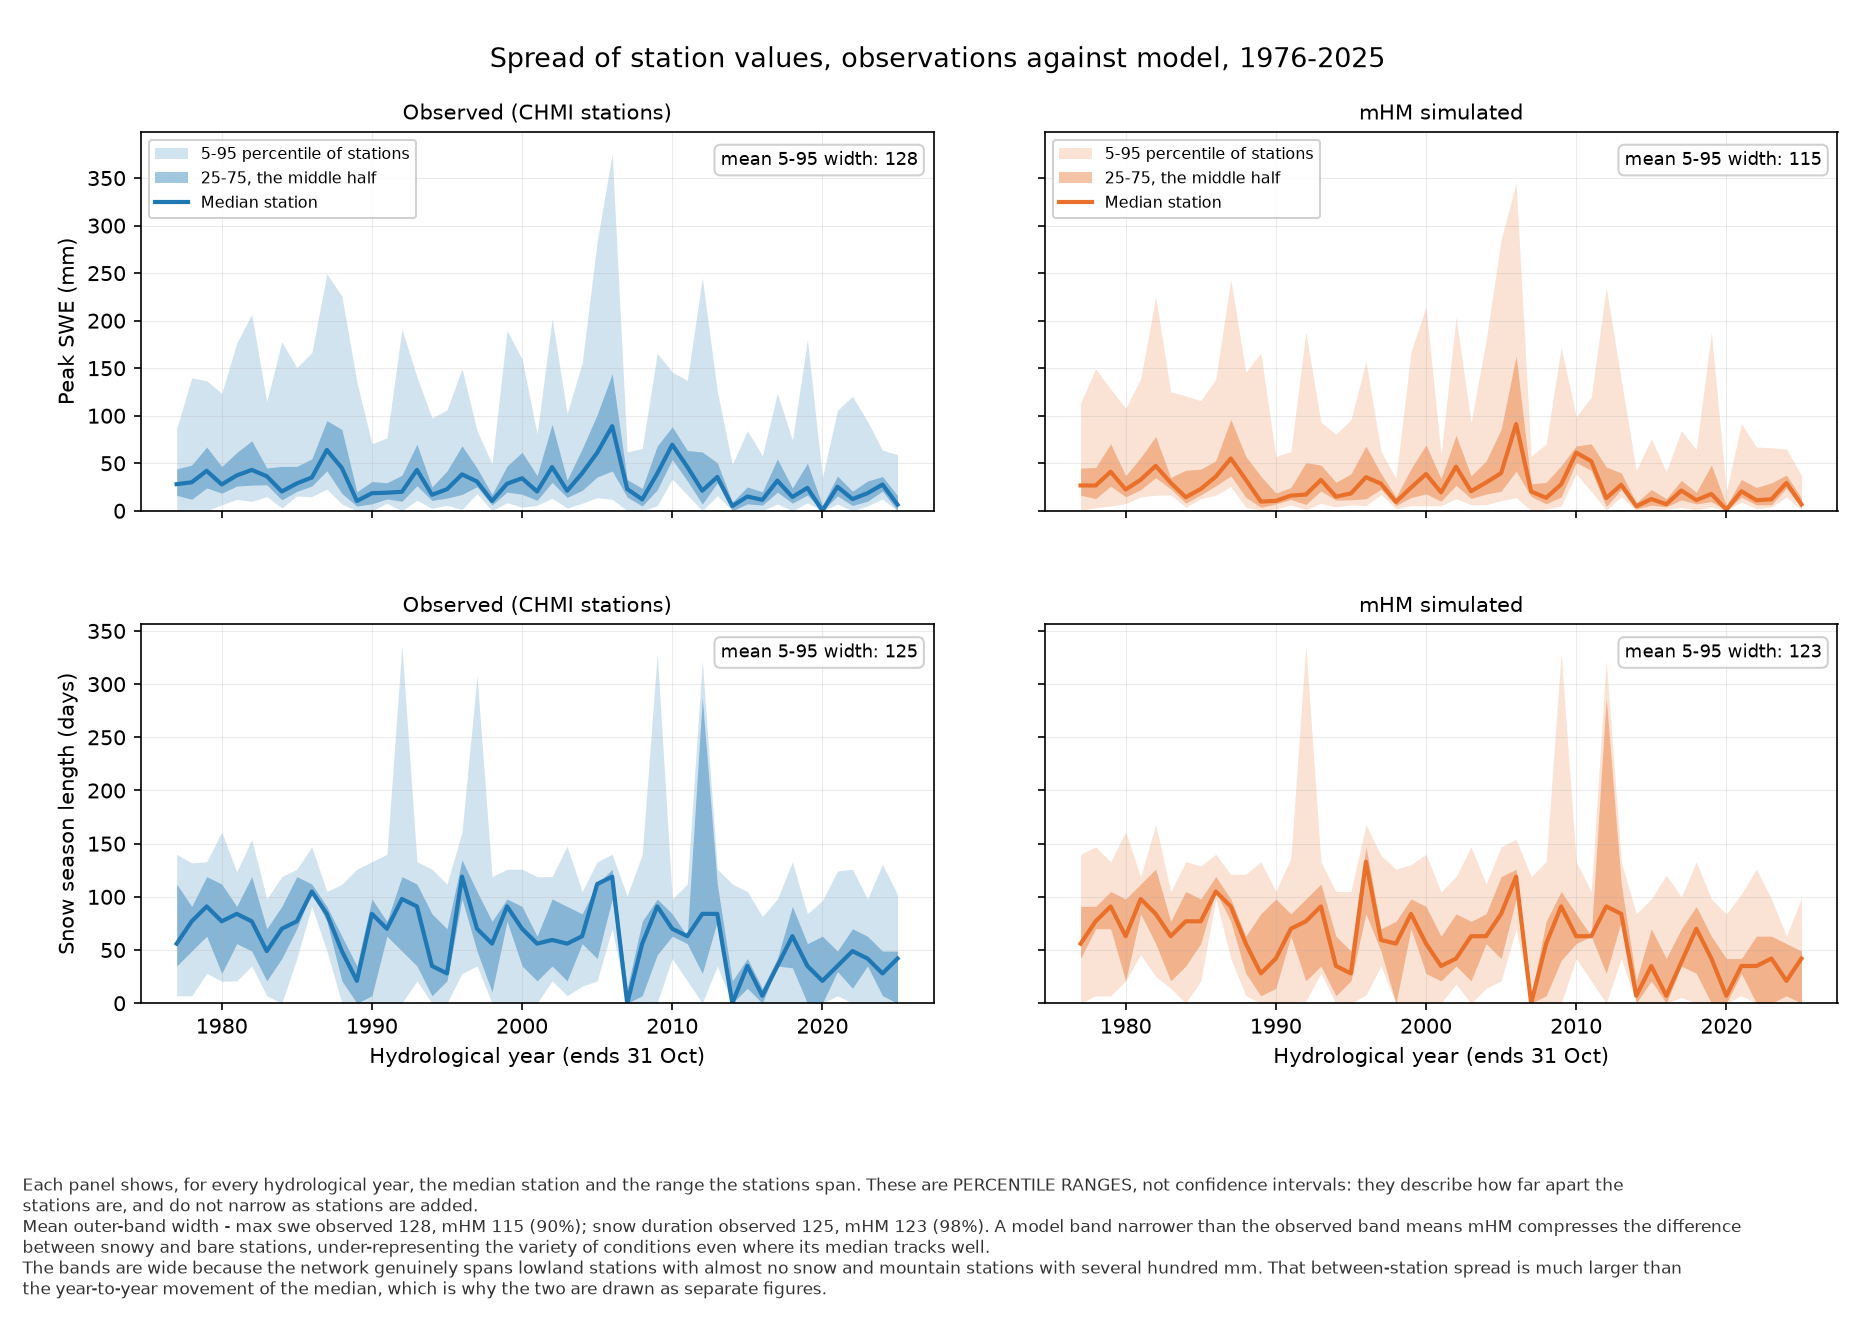 Spread of station values, observations against model, 1976-2025
Observed (CHMI stations)
mHM simulated
5-95 percentile of stations
25-75, the middle half
Median station
mean 5-95 width: 128
5-95 percentile of stations
25-75, the middle half
Median station
mean 5-95 width: 115
Peak SWE (mm)
350
300
250
200
150
100
50
0
Observed (CHMI stations)
mHM simulated
mean 5-95 width: 125
mean 5-95 width: 123
Snow season length (days)
350
300
250
200
150
100
50
0
1980 1990 2000 2010 2020
1980 1990 2000 2010 2020
Hydrological year (ends 31 Oct)
Hydrological year (ends 31 Oct)
Each panel shows, for every hydrological year, the median station and the range the stations span. These are PERCENTILE RANGES, not confidence intervals: they describe how far apart the
stations are, and do not narrow as stations are added.
Mean outer-band width - max swe observed 128, mHM 115 (90%); snow duration observed 125, mHM 123 (98%). A model band narrower than the observed band means mHM compresses the difference
between snowy and bare stations, under-representing the variety of conditions even where its median tracks well.
The bands are wide because the network genuinely spans lowland stations with almost no snow and mountain stations with several hundred mm. That between-station spread is much larger than
the year-to-year movement of the median, which is why the two are drawn as separate figures.